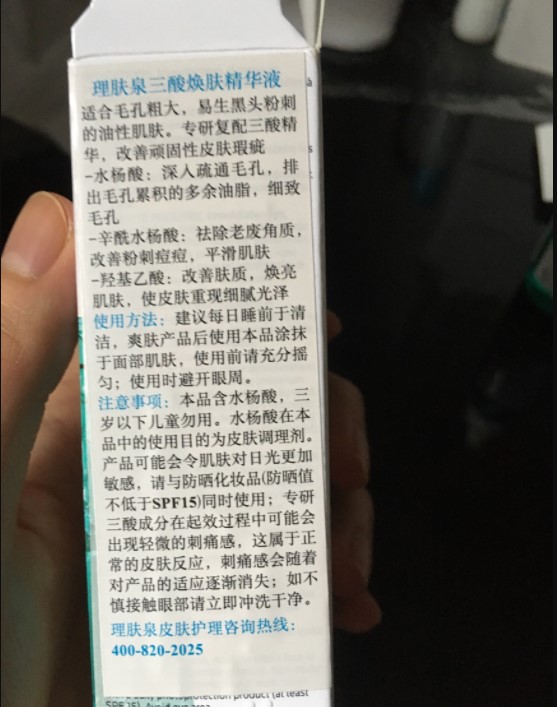 理肤泉三酸焕肤精华液
适合毛孔粗大，易生黑头粉刺
的油性肌肤。专研复配三酸精
华，改善顽固性皮肤瑕疵
-水杨酸：深入疏通毛孔，排
出毛孔累积的多余油脂，细致
毛孔
-辛酰水杨酸：祛除老废角质，
改善粉刺痘痘，平滑肌肤
-羟基乙酸：改善肤质，焕亮
肌肤，使皮肤重现细腻光泽
使用方法：建议每日睡前于清
洁，爽肤产品后使用本品涂抹
于面部肌肤，使用前请充分摇
匀；使用时避开眼周。
注意事项：本品含水杨酸，三
岁以下儿童勿用。水杨酸在本
品中的使用目的为皮肤调理剂。
产品可能会令肌肤对日光更加
敏感，请与防晒化妆品(防晒值
不低于SPF15)同时使用；专研
三酸成分在起效过程中可能会
出现轻微的刺痛感，这属于正
常的皮肤反应，刺痛感会随着
对产品的适应逐渐消失；如不
慎接触眼部请立即冲洗干净。
理肤泉皮肤护理咨询热线：
400-820-2025
daily photoprotection product (at least
SPF15). Avoid eye area